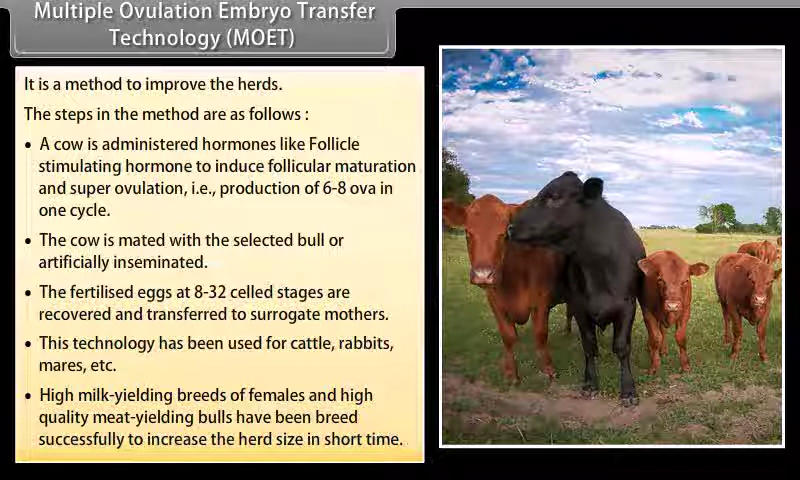 Multiple Ovulation Embryo Transfer
Technology (MOET)
It is a method to improve the herds.
The steps in the method are as follows :
• A cow is administered hormones like Follicle
stimulating hormone to induce follicular maturation
and super ovulation, i.e., production of 6-8 ova in
one cycle.
• The cow is mated with the selected bull or
artificially inseminated.
• The fertilised eggs at 8-32 celled stages are
recovered and transferred to surrogate mothers.
• This technology has been used for cattle, rabbits,
mares, etc.
• High milk-yielding breeds of females and high
quality meat-yielding bulls have been breed
successfully to increase the herd size in short time.